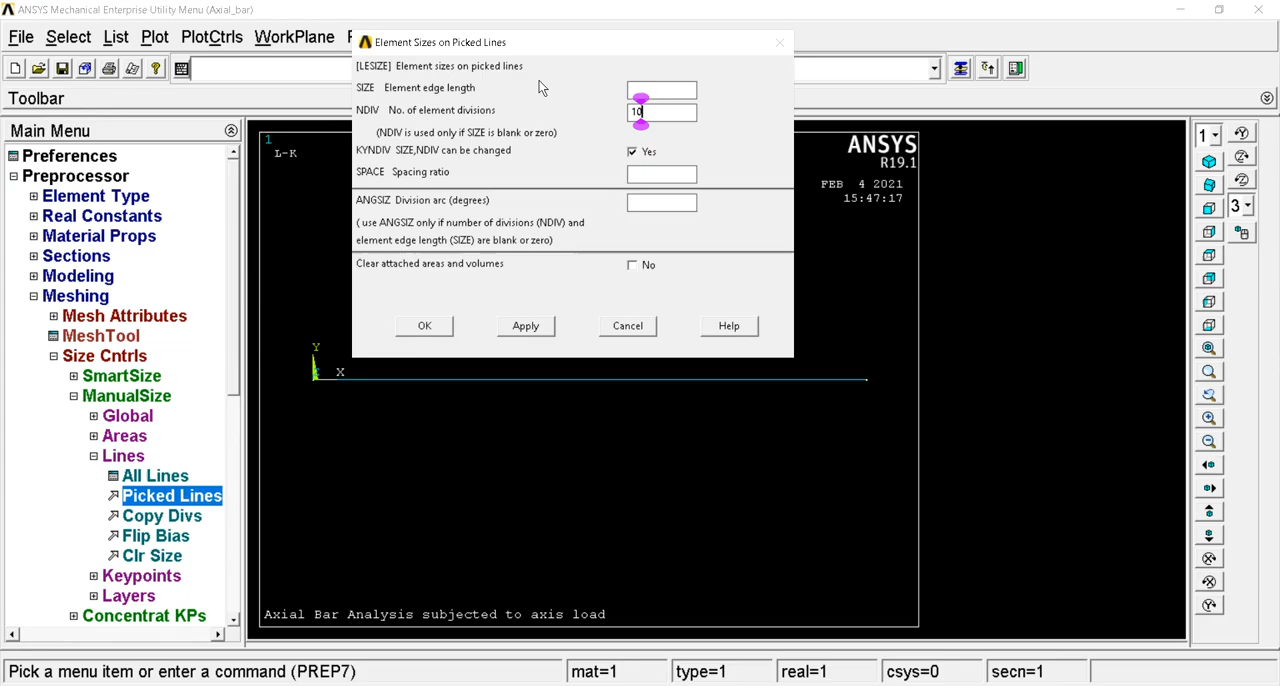 ANSYS Mechanical Enterprise Utility Menu (Axial_bar)
File Select List Plot PlotCtrls WorkPlane
Toolbar
Main Menu
Preferences
Preprocessor
Element Type
Real Constants
Material Props
Sections
Modeling
Meshing
Mesh Attributes
MeshTool
Size Cntrls
SmartSize
ManualSize
Global
Areas
Lines
All Lines
Picked Lines
Copy Divs
Flip Bias
Clr Size
Keypoints
Layers
Concentrat KPs
Element Sizes on Picked Lines
[LESIZE] Element sizes on picked lines
SIZE Element edge length
NDIV No. of element divisions 10
(NDIV is used only if SIZE is blank or zero)
KYNDIV SIZE,NDIV can be changed Yes
SPACE Spacing ratio
ANGSIZ Division arc (degrees)
( use ANGSIZ only if number of divisions (NDIV) and
element edge length (SIZE) are blank or zero)
Clear attached areas and volumes No
OK Apply Cancel Help
1
L-K
ANSYS
R19.1
FEB 4 2021
15:47:17
Y
X
Axial Bar Analysis subjected to axis load
1
3
Pick a menu item or enter a command (PREP7) mat=1 type=1 real=1 csys=0 secn=1